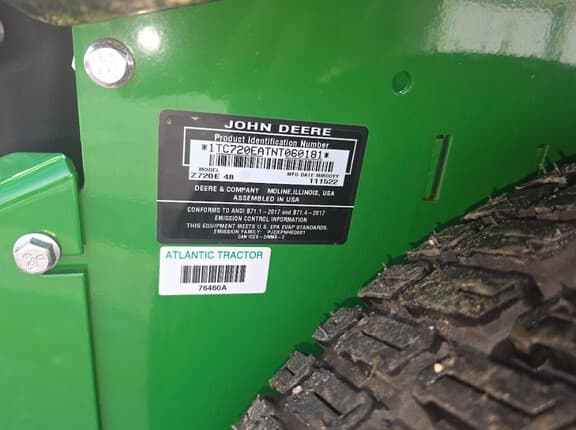 JOHN DEERE
Product Identification Number
*1TC720EATNT060181*
MODEL MFG DATE MMDDYY
Z720E 48 111522
DEERE & COMPANY MOLINE, ILLINOIS, USA
ASSEMBLED IN USA
CONFORMS TO ANSI B71.1-2017 and B71.4-2017
EMISSION CONTROL INFORMATION
THIS EQUIPMENT MEETS U.S. EPA EVAP STANDARDS.
EMISSION FAMILY:
ATLANTIC TRACTOR
76460A